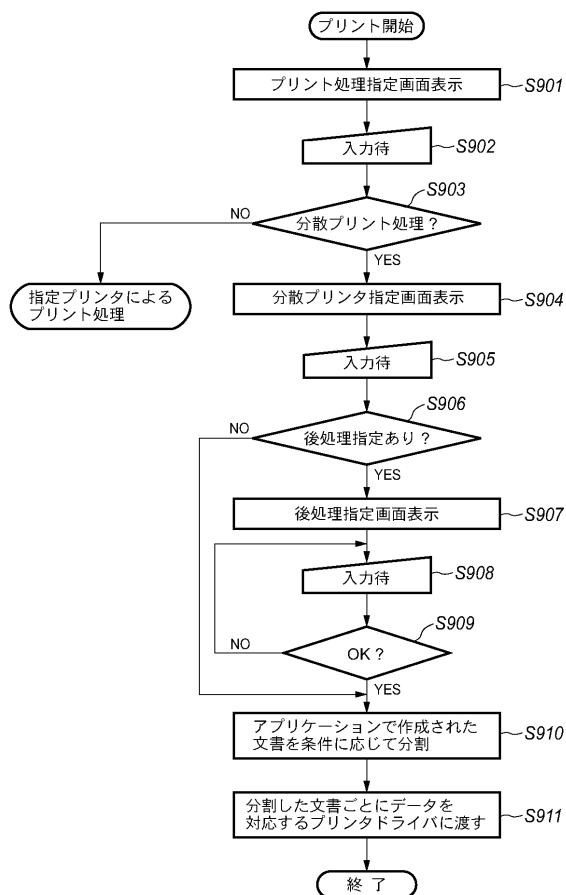 プリント開始
プリント処理指定画面表示
S901
入力待
S902
S903
分散プリント処理?
NO
YES
指定プリンタによる
プリント処理
分散プリンタ指定画面表示
S904
入力待
S905
S906
後処理指定あり?
NO
YES
後処理指定画面表示
S907
入力待
S908
S909
OK?
NO
YES
アプリケーションで作成された
文書を条件に応じて分割
S910
分割した文書ごとにデータを
対応するプリンタドライバに渡す
S911
終了